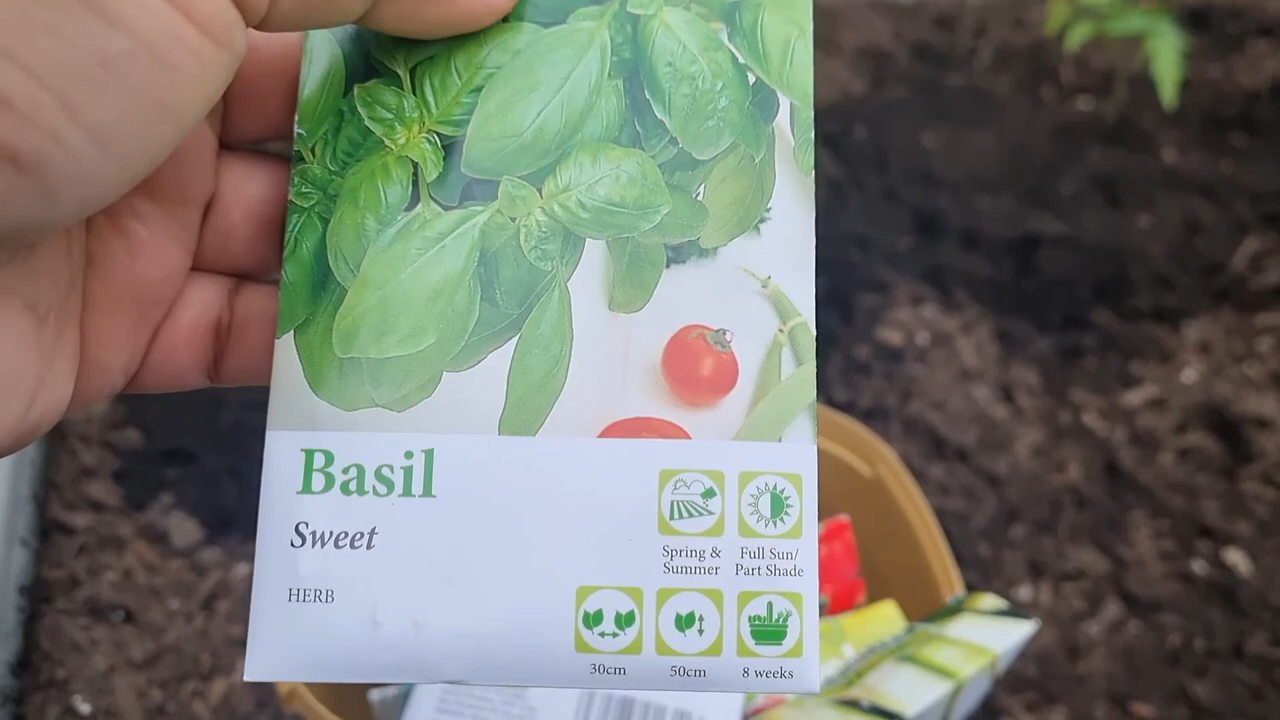 Basil
Sweet
HERB
Spring &
Summer
Full Sun/
Part Shade
30cm
50cm
8 weeks